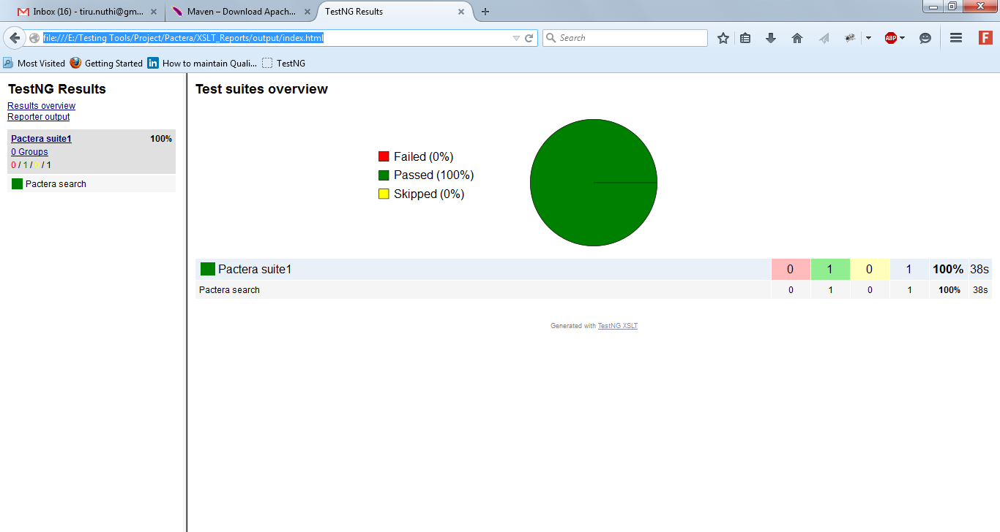 Inbox (16) - tiru.nuthi@gm...
Maven – Download Apach...
TestNG Results
file:///E:/Testing Tools/Project/Pactera/XSLT_Reports/output/index.html
Search
ABP
F
Most Visited
Getting Started
in
How to maintain Quali...
TestNG
TestNG Results
Results overview
Reporter output
Pactera suite1 100%
0 Groups
0 / 1 / 0 / 1
Pactera search
Test suites overview
Failed (0%)
Passed (100%)
Skipped (0%)
Pactera suite1 0 1 0 1 100% 38s
Pactera search 0 1 0 1 100% 38s
Generated with TestNG XSLT